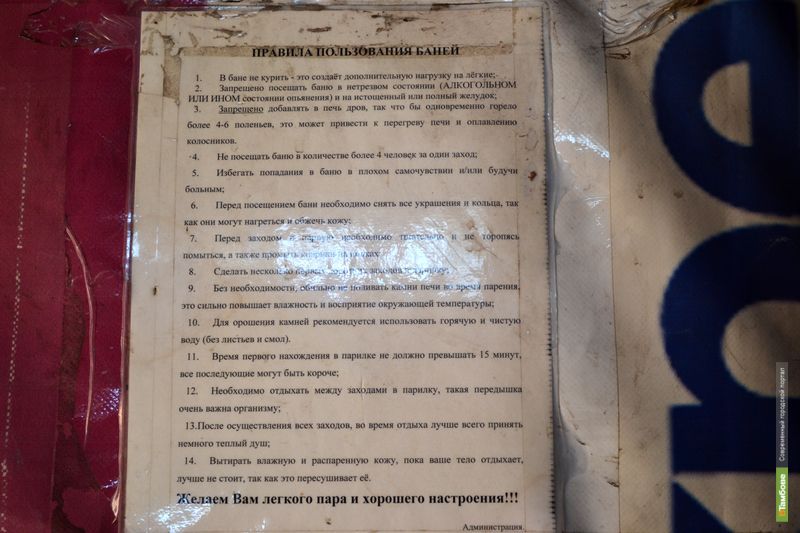 ПРАВИЛА ПОЛЬЗОВАНИЯ БАНЕЙ
1. В бане не курить - это создаёт дополнительную нагрузку на лёгкие;
2. Запрещено посещать баню в нетрезвом состоянии (АЛКОГОЛЬНОМ
ИЛИ ИНОМ состоянии опьянения) и на истощенный или полный желудок;
3. Запрещено добавлять в печь дров, так что бы одновременно горело
более 4-6 поленьев, это может привести к перегреву печи и оплавлению
колосников.
4. Не посещать баню в количестве более 4 человек за один заход;
5. Избегать попадания в баню в плохом самочувствии и/или будучи
больным;
6. Перед посещением бани необходимо снять все украшения и кольца, так
как они могут нагреться и обжечь кожу;
7. Перед заходом в парную необходимо тщательно и не торопясь
помыться, а также промыть
8. Сделать несколько
9. Без необходимости, обильно не поливать камни печи во время парения,
это сильно повышает влажность и восприятие окружающей температуры;
10. Для орошения камней рекомендуется использовать горячую и чистую
воду (без листьев и смол).
11. Время первого нахождения в парилке не должно превышать 15 минут,
все последующие могут быть короче;
12. Необходимо отдыхать между заходами в парилку, такая передышка
очень важна организму;
13.После осуществления всех заходов, во время отдыха лучше всего принять
немного теплый душ;
14. Вытирать влажную и распаренную кожу, пока ваше тело отдыхает,
лучше не стоит, так как это пересушивает её.
Желаем Вам легкого пара и хорошего настроения!!!
Администрация.
Современный городской портал
вТамбове